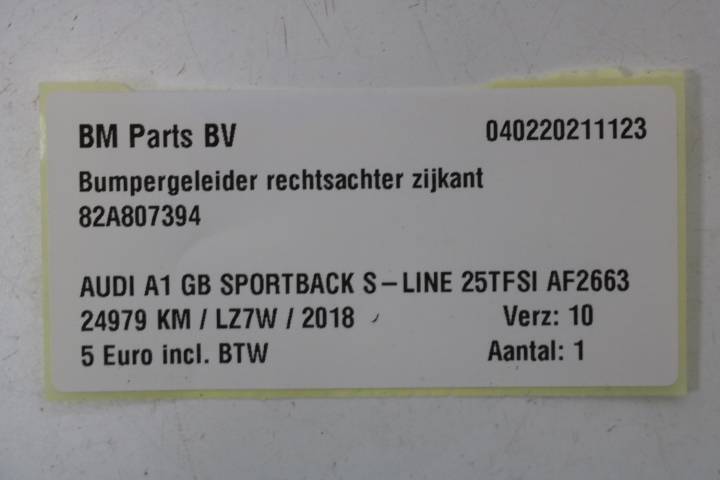 BM Parts BV 040220211123
Bumpergeleider rechtsachter zijkant
82A807394
AUDI A1 GB SPORTBACK S-LINE 25TFSI AF2663
24979 KM / LZ7W / 2018 Verz: 10
5 Euro incl. BTW Aantal: 1